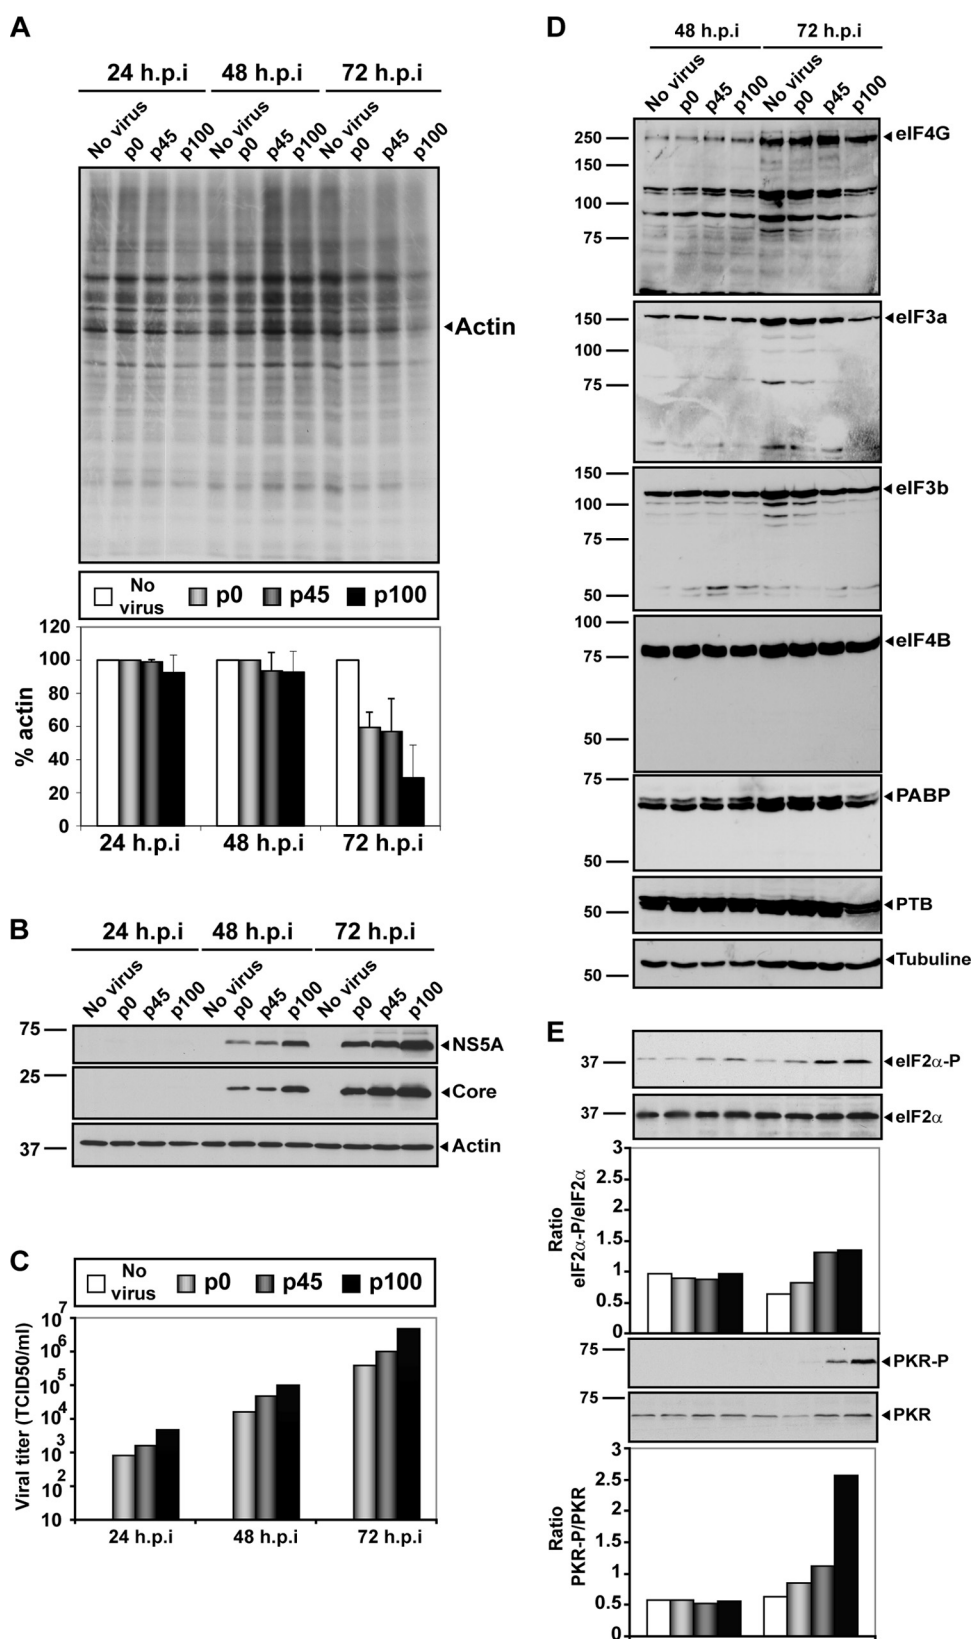 A
24 h.p.i 48 h.p.i 72 h.p.i
No virus p0 p45 p100 No virus p0 p45 p100 No virus p0 p45 p100
Actin
No virus p0 p45 p100
120
100
80
60
40
20
0
% actin
24 h.p.i 48 h.p.i 72 h.p.i
B
24 h.p.i 48 h.p.i 72 h.p.i
No virus p0 p45 p100 No virus p0 p45 p100 No virus p0 p45 p100
75
NS5A
25
Core
37
Actin
C
No virus p0 p45 p100
10^7
10^6
10^5
10^4
10^3
10^2
10
Viral titer (TCID50/ml)
24 h.p.i 48 h.p.i 72 h.p.i
D
48 h.p.i 72 h.p.i
No virus p0 p45 p100 No virus p0 p45 p100
250
eIF4G
150
100
75
150
eIF3a
100
75
150
eIF3b
100
75
50
100
eIF4B
75
50
75
PABP
50
50
PTB
Tubuline
50
E
37
eIF2α-P
37
eIF2α
3
2.5
2
1.5
1
0.5
0
Ratio
eIF2α-P/eIF2α
75
PKR-P
75
PKR
3
2.5
2
1.5
1
0.5
0
Ratio
PKR-P/PKR